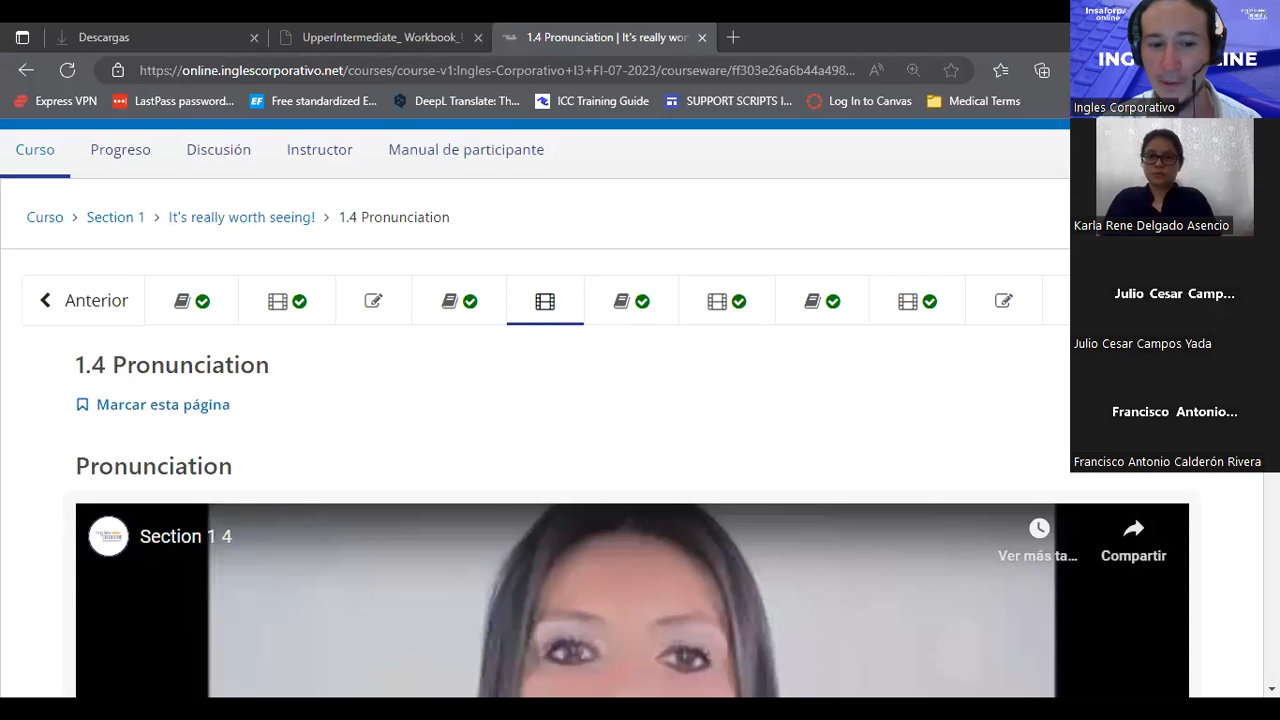 Descargas
UpperIntermediate_ Workbook_U
1.4 Pronunciation | It's really wor
https://online.inglescorporativo.net/courses/course-v1:Ingles-Corporativo+I3+FI-07-2023/courseware/ff303e26a6b44a498...
Express VPN
LastPass password...
Free standardized E...
DeepL Translate: Th...
ICC Training Guide
SUPPORT SCRIPTS I...
Log In to Canvas
Medical Terms
Curso
Progreso
Discusión
Instructor
Manual de participante
Curso > Section 1 > It's really worth seeing! > 1.4 Pronunciation
Anterior
1.4 Pronunciation
Marcar esta página
Pronunciation
Section 1 4
Ver más ta...
Compartir
Insaforp
online
Ingles Corporativo
Karla Rene Delgado Asencio
Julio Cesar Camp...
Julio Cesar Campos Yada
Francisco Antonio...
Francisco Antonio Calderón Rivera